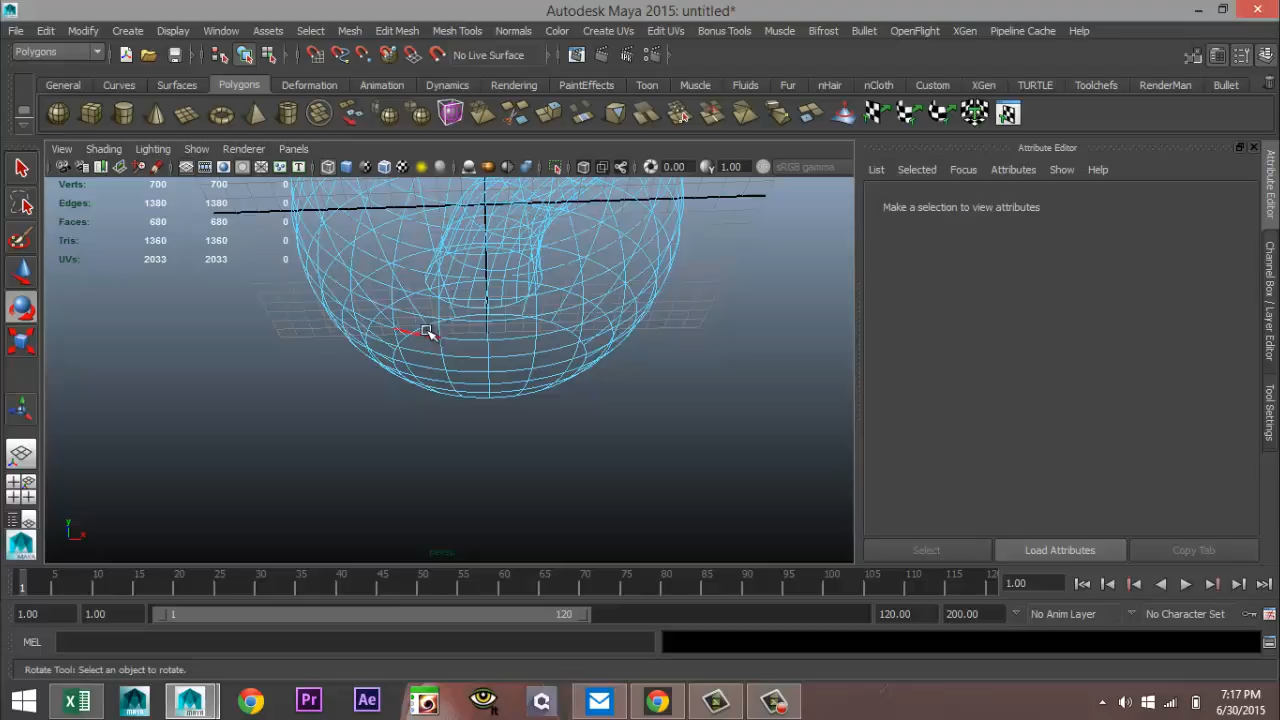 Autodesk Maya 2015: untitled*
File Edit Modify Create Display Window Assets Select Mesh Edit Mesh Mesh Tools Normals Color Create UVs Edit UVs Bonus Tools Muscle Bifrost Bullet OpenFlight XGen Pipeline Cache Help
Polygons No Live Surface
General Curves Surfaces Polygons Deformation Animation Dynamics Rendering PaintEffects Toon Muscle Fluids Fur nHair nCloth Custom XGen TURTLE Toolchefs RenderMan Bullet
View Shading Lighting Show Renderer Panels Attribute Editor
0.00 1.00 sRGB gamma List Selected Focus Attributes Show Help
Verts: 700 700 0
Edges: 1380 1380 0
Faces: 680 680 0
Tris: 1360 1360 0
UVs: 2033 2033 0
Make a selection to view attributes
Attribute Editor
Channel Box / Layer Editor
Tool Settings
y
x
persp
Select Load Attributes Copy Tab
1 5 10 15 20 25 30 35 40 45 50 55 60 65 70 75 80 85 90 95 100 105 110 115 12 1.00
1.00 1.00 1 120 120.00 200.00 No Anim Layer No Character Set
MEL
Rotate Tool: Select an object to rotate.
MAYA
Pr Ae It
7:17 PM
6/30/2015